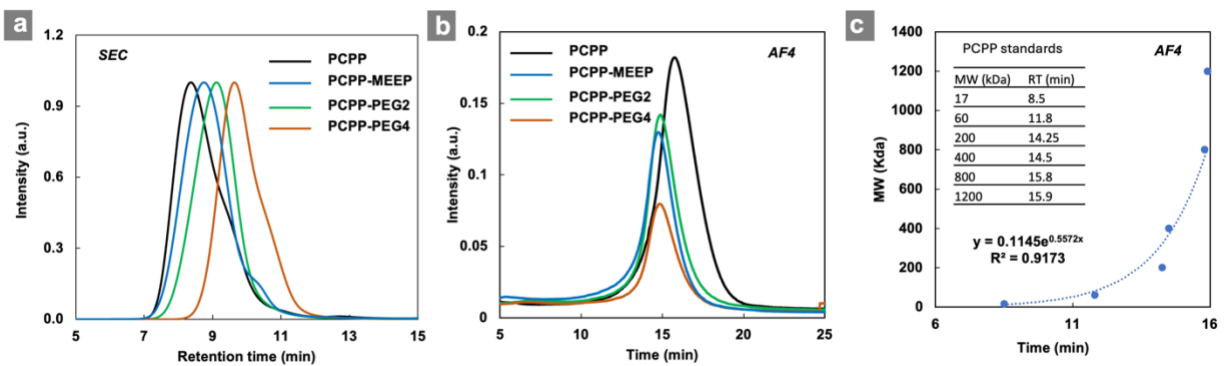 a
SEC
PCPP
PCPP-MEEP
PCPP-PEG2
PCPP-PEG4
1.2
0.9
0.6
0.3
0.0
Intensity (a.u.)
5 7 9 11 13 15
Retention time (min)
b
AF4
PCPP
PCPP-MEEP
PCPP-PEG2
PCPP-PEG4
0.2
0.15
0.1
0.05
0
Intensity (a.u.)
5 10 15 20 25
Time (min)
c
PCPP standards
AF4
MW (kDa) RT (min)
17 8.5
60 11.8
200 14.25
400 14.5
800 15.8
1200 15.9
y = 0.1145e^0.5572x
R² = 0.9173
1400
1200
1000
800
600
400
200
0
MW (Kda)
6 11 16
Time (min)